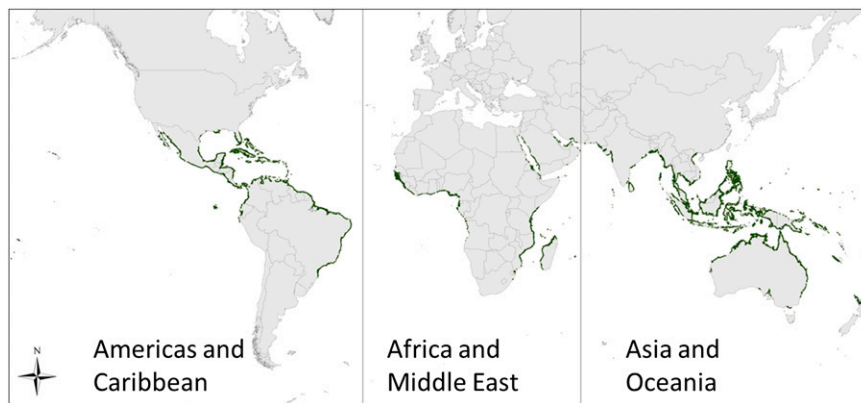 N
Americas and
Caribbean
Africa and
Middle East
Asia and
Oceania